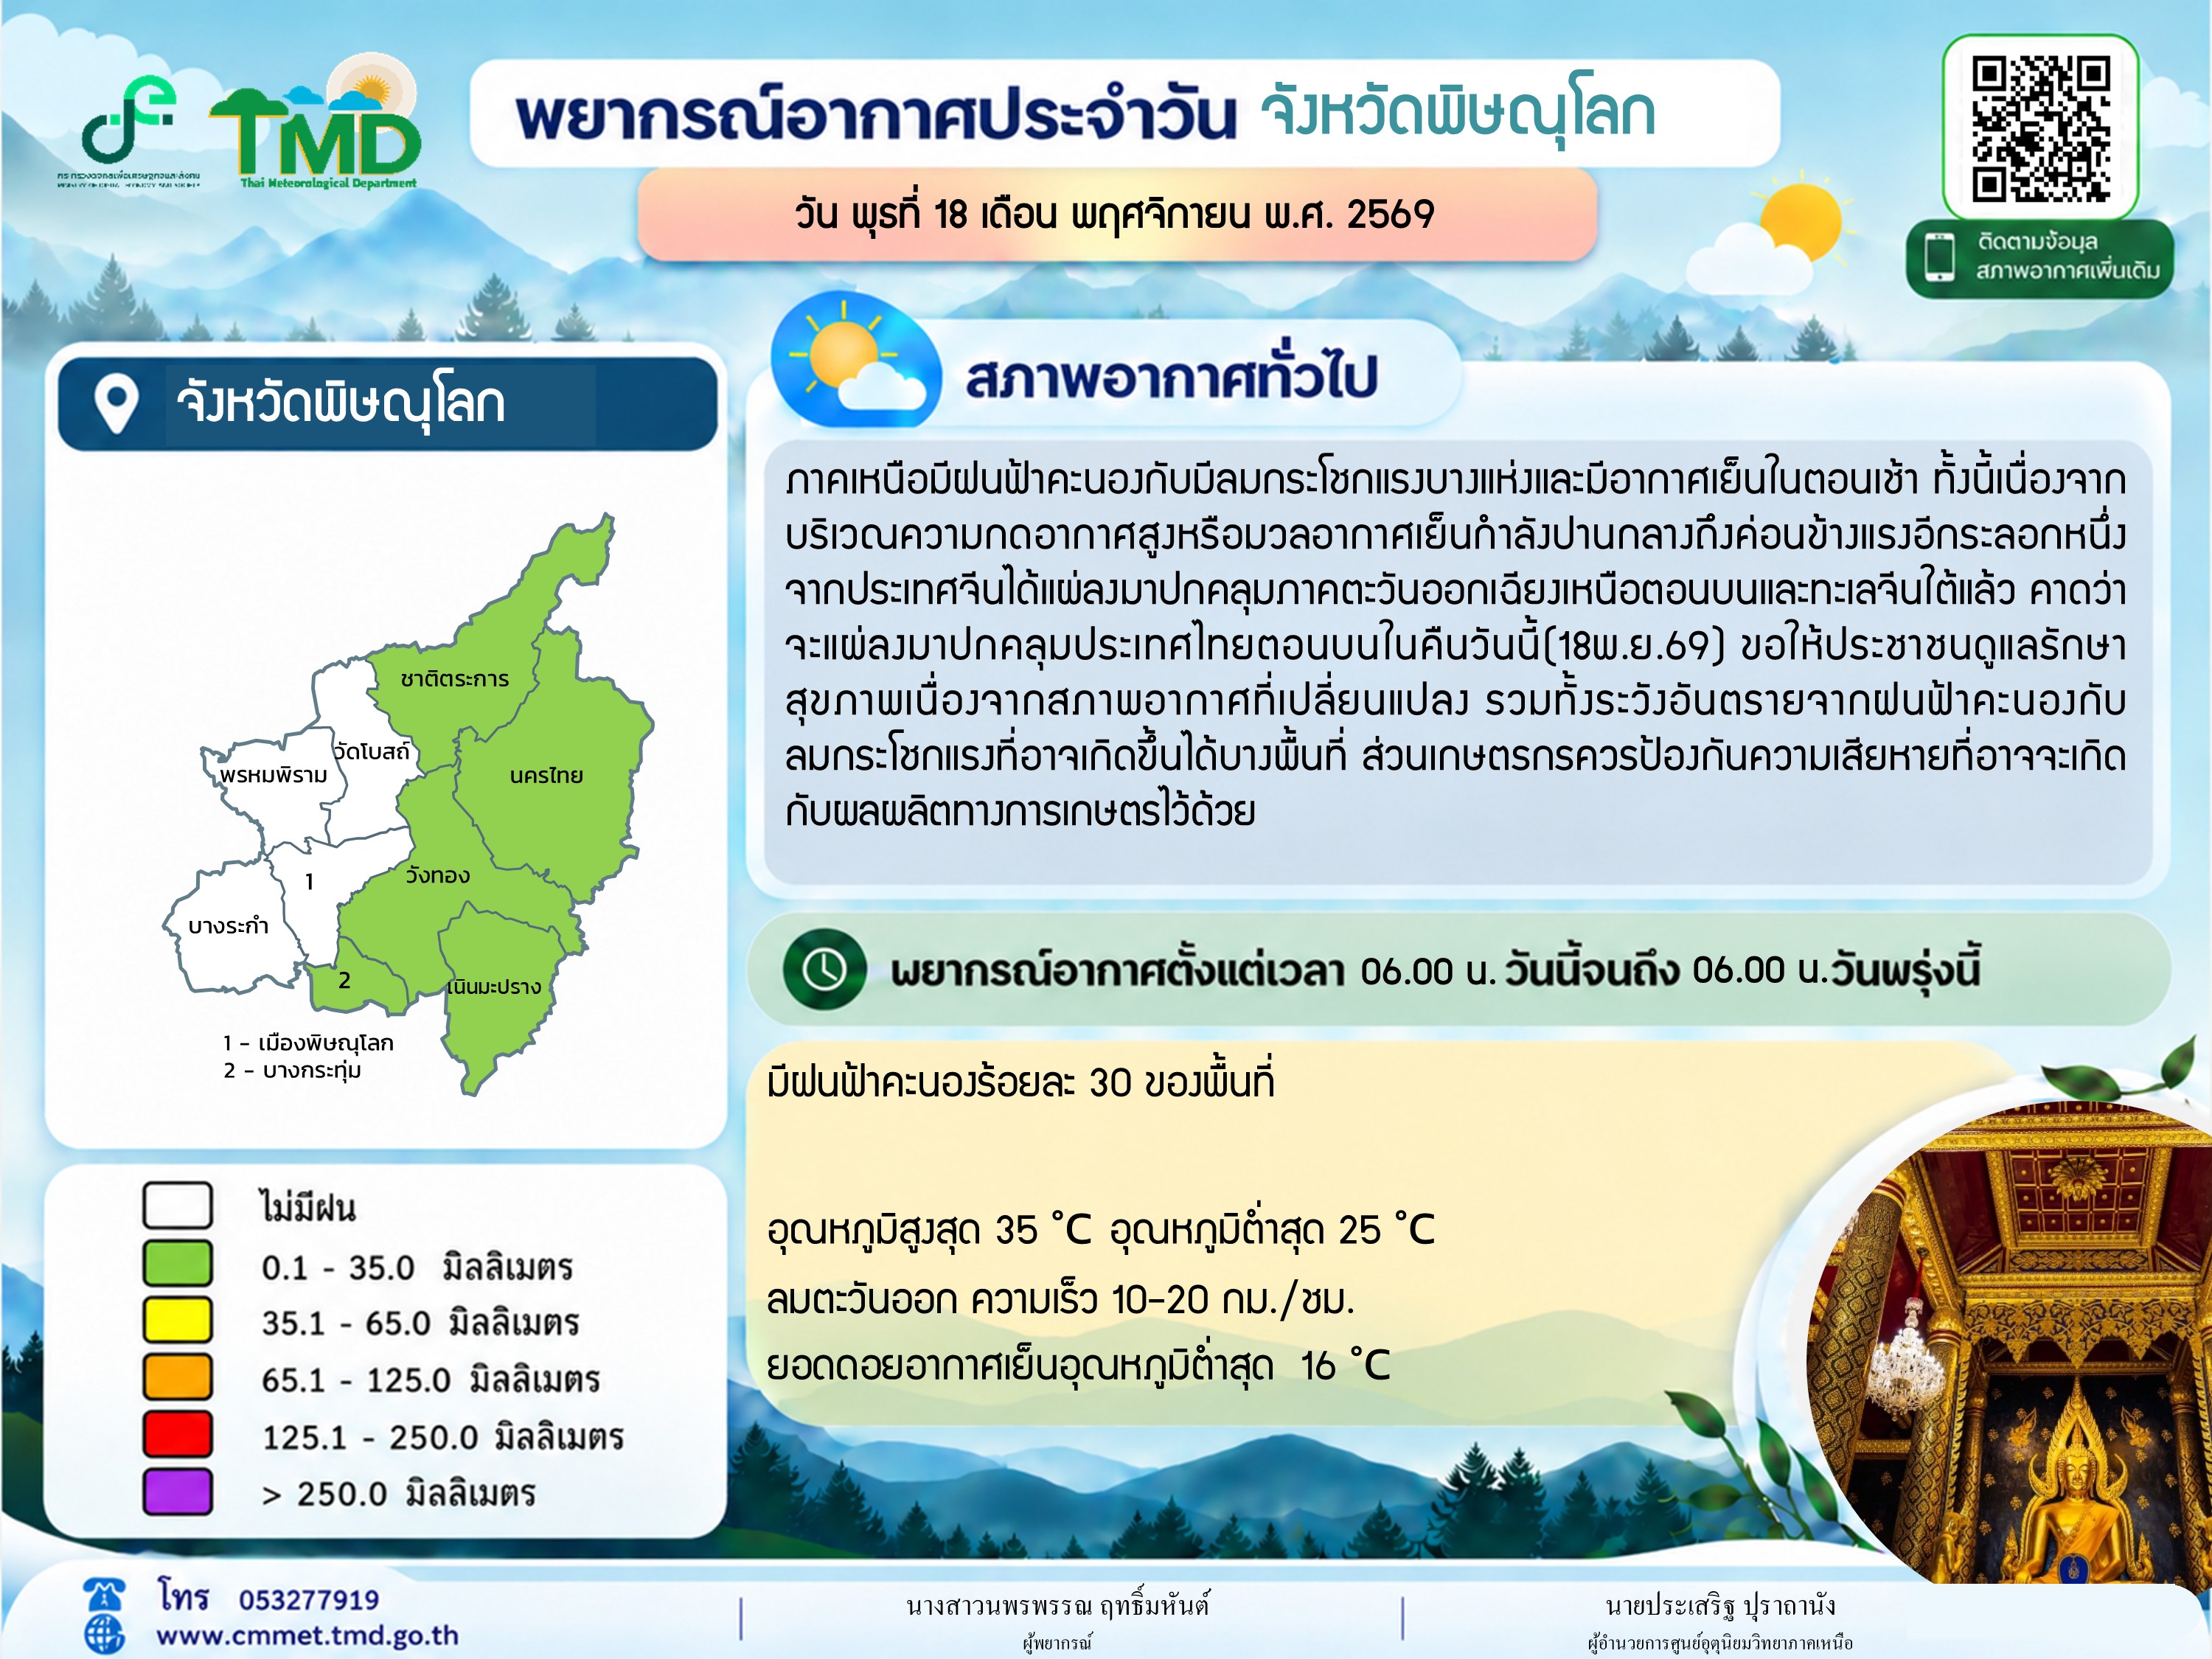 พยากรณ์อากาศประจำวัน จังหวัดพิษณุโลก
วัน พุธที่ 18 เดือน พฤศจิกายน พ.ศ. 2569
TMD
Thai Meteorological Department
ติดตามข้อมูล
สภาพอากาศเพิ่มเติม
จังหวัดพิษณุโลก
ชาติตระการ
วัดโบสถ์
พรหมพิราม
นครไทย
1
วังทอง
บางระกำ
2
เนินมะปราง
1 - เมืองพิษณุโลก
2 - บางกระทุ่ม
ไม่มีฝน
0.1 - 35.0 มิลลิเมตร
35.1 - 65.0 มิลลิเมตร
65.1 - 125.0 มิลลิเมตร
125.1 - 250.0 มิลลิเมตร
> 250.0 มิลลิเมตร
สภาพอากาศทั่วไป
ภาคเหนือมีฝนฟ้าคะนองกับมีลมกระโชกแรงบางแห่งและมีอากาศเย็นในตอนเช้า ทั้งนี้เนื่องจาก
บริเวณความกดอากาศสูงหรือมวลอากาศเย็นกำลังปานกลางถึงค่อนข้างแรงอีกระลอกหนึ่ง
จากประเทศจีนได้แผ่ลงมาปกคลุมภาคตะวันออกเฉียงเหนือตอนบนและทะเลจีนใต้แล้ว คาดว่า
จะแผ่ลงมาปกคลุมประเทศไทยตอนบนในคืนวันนี้(18พ.ย.69) ขอให้ประชาชนดูแลรักษา
สุขภาพเนื่องจากสภาพอากาศที่เปลี่ยนแปลง รวมทั้งระวังอันตรายจากฝนฟ้าคะนองกับ
ลมกระโชกแรงที่อาจเกิดขึ้นได้บางพื้นที่ ส่วนเกษตรกรควรป้องกันความเสียหายที่อาจจะเกิด
กับผลผลิตทางการเกษตรไว้ด้วย
พยากรณ์อากาศตั้งแต่เวลา 06.00 น. วันนี้จนถึง 06.00 น. วันพรุ่งนี้
มีฝนฟ้าคะนองร้อยละ 30 ของพื้นที่
อุณหภูมิสูงสุด 35 °C อุณหภูมิต่ำสุด 25 °C
ลมตะวันออก ความเร็ว 10-20 กม./ชม.
ยอดดอยอากาศเย็นอุณหภูมิต่ำสุด 16 °C
โทร 053277919
www.cmmet.tmd.go.th
นางสาวนพรพรรณ ฤทธิ์มหันต์
ผู้พยากรณ์
นายประเสริฐ ปุราถานัง
ผู้อำนวยการศูนย์อุตุนิยมวิทยาภาคเหนือ